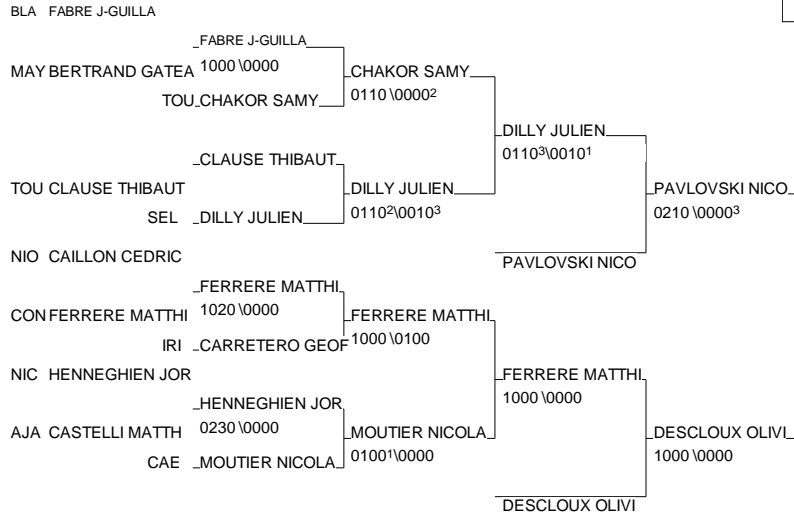 BLA FABRE J-GUILLA
FABRE J-GUILLA
MAY BERTRAND GATEA 1000\0000 CHAKOR SAMY
TOU CHAKOR SAMY 0110\0000²
DILLY JULIEN
0110³\0010¹
CLAUSE THIBAUT
TOU CLAUSE THIBAUT DILLY JULIEN PAVLOVSKI NICO
SEL DILLY JULIEN 0110²\0010³ 0210\0000³
NIO CAILLON CEDRIC PAVLOVSKI NICO
FERRERE MATTHI
CON FERRERE MATTHI 1020\0000 FERRERE MATTHI
IRI CARRETERO GEOF 1000\0100
NIC HENNEGHIEN JOR FERRERE MATTHI
1000\0000
HENNEGHIEN JOR
AJA CASTELLI MATTH 0230\0000 MOUTIER NICOLA DESCLOUX OLIVI
CAE MOUTIER NICOLA 0100¹\0000 1000\0000
DESCLOUX OLIVI